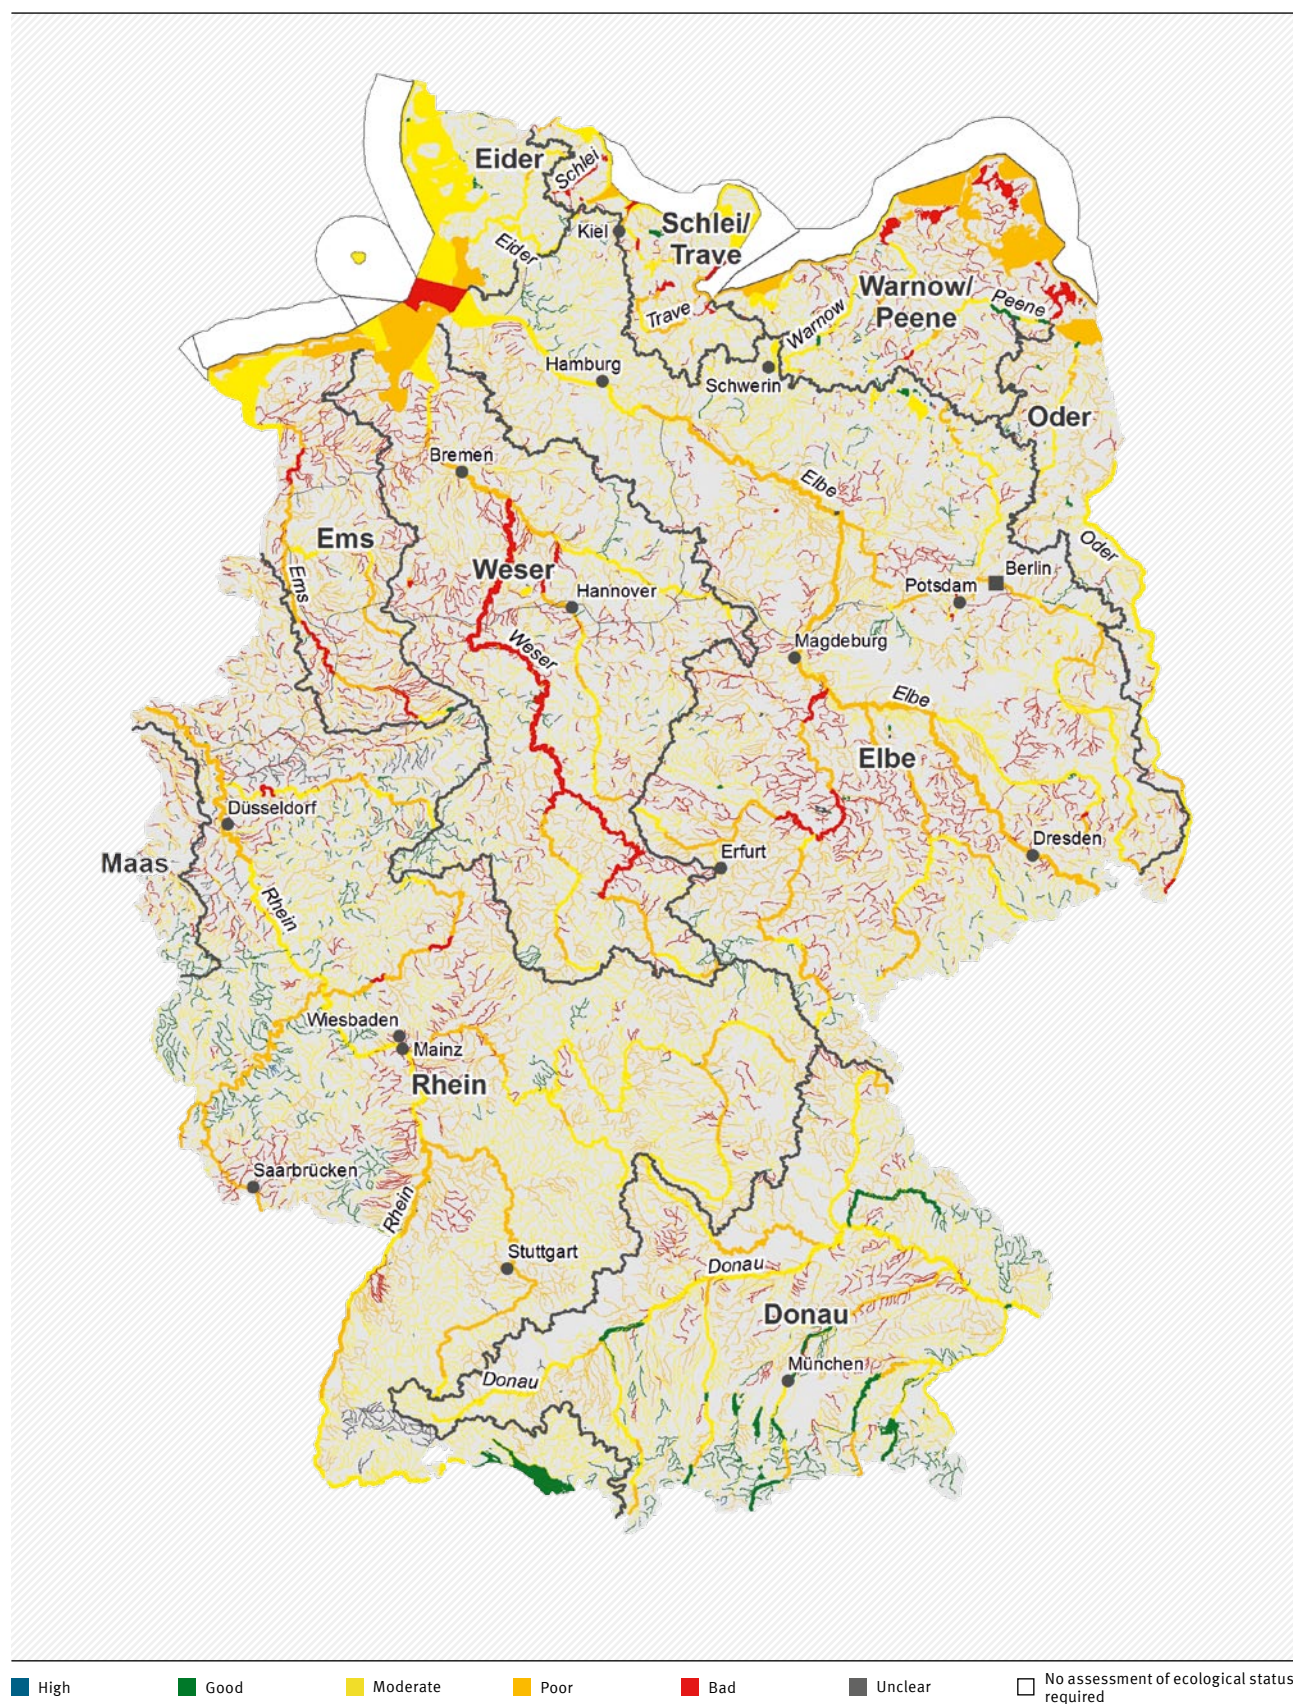 Eider
Schlei
Schlei/
Trave
Kiel
Eider
Warnow/
Peene
Peene
Trave
Warnow
Hamburg
Schwerin
Oder
Bremen
Elbe
Ems
Oder
Weser
Berlin
Ems
Potsdam
Hannover
Weser
Magdeburg
Elbe
Elbe
Düsseldorf
Dresden
Erfurt
Maas
Rhein
Wiesbaden
Mainz
Rhein
Saarbrücken
Rhein
Stuttgart
Donau
Donau
München
Donau
High
Good
Moderate
Poor
Bad
Unclear
No assessment of ecological status
required